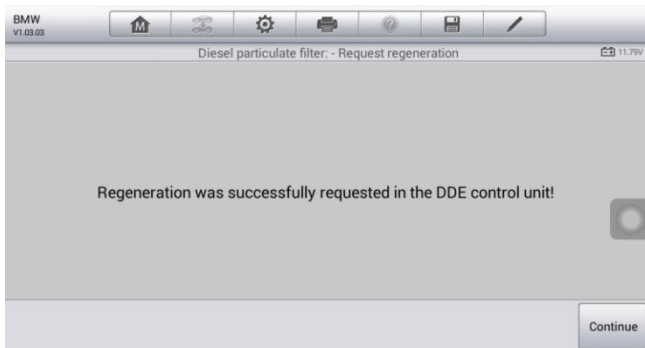 BMW
V1.03.03
M
Diesel particulate filter: - Request regeneration
11.79V
Regeneration was successfully requested in the DDE control unit!
Continue